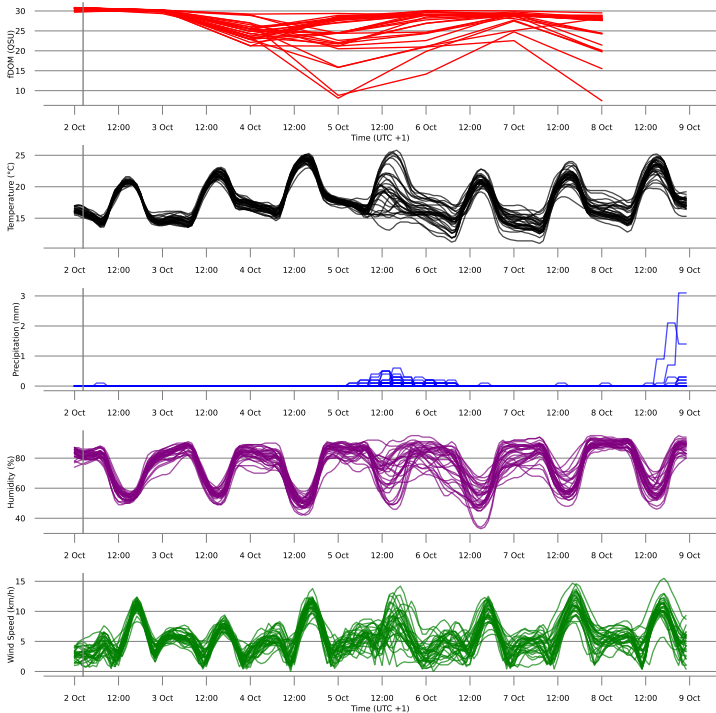 30
25
20
15
10
fDOM (QSU)
2 Oct 12:00 3 Oct 12:00 4 Oct 12:00 5 Oct 12:00 6 Oct 12:00 7 Oct 12:00 8 Oct 12:00 9 Oct
Time (UTC +1)
25
20
15
Temperature (°C)
2 Oct 12:00 3 Oct 12:00 4 Oct 12:00 5 Oct 12:00 6 Oct 12:00 7 Oct 12:00 8 Oct 12:00 9 Oct
3
2
1
0
Precipitation (mm)
2 Oct 12:00 3 Oct 12:00 4 Oct 12:00 5 Oct 12:00 6 Oct 12:00 7 Oct 12:00 8 Oct 12:00 9 Oct
80
60
40
Humidity (%)
2 Oct 12:00 3 Oct 12:00 4 Oct 12:00 5 Oct 12:00 6 Oct 12:00 7 Oct 12:00 8 Oct 12:00 9 Oct
15
10
5
0
Wind Speed (km/h)
2 Oct 12:00 3 Oct 12:00 4 Oct 12:00 5 Oct 12:00 6 Oct 12:00 7 Oct 12:00 8 Oct 12:00 9 Oct
Time (UTC +1)